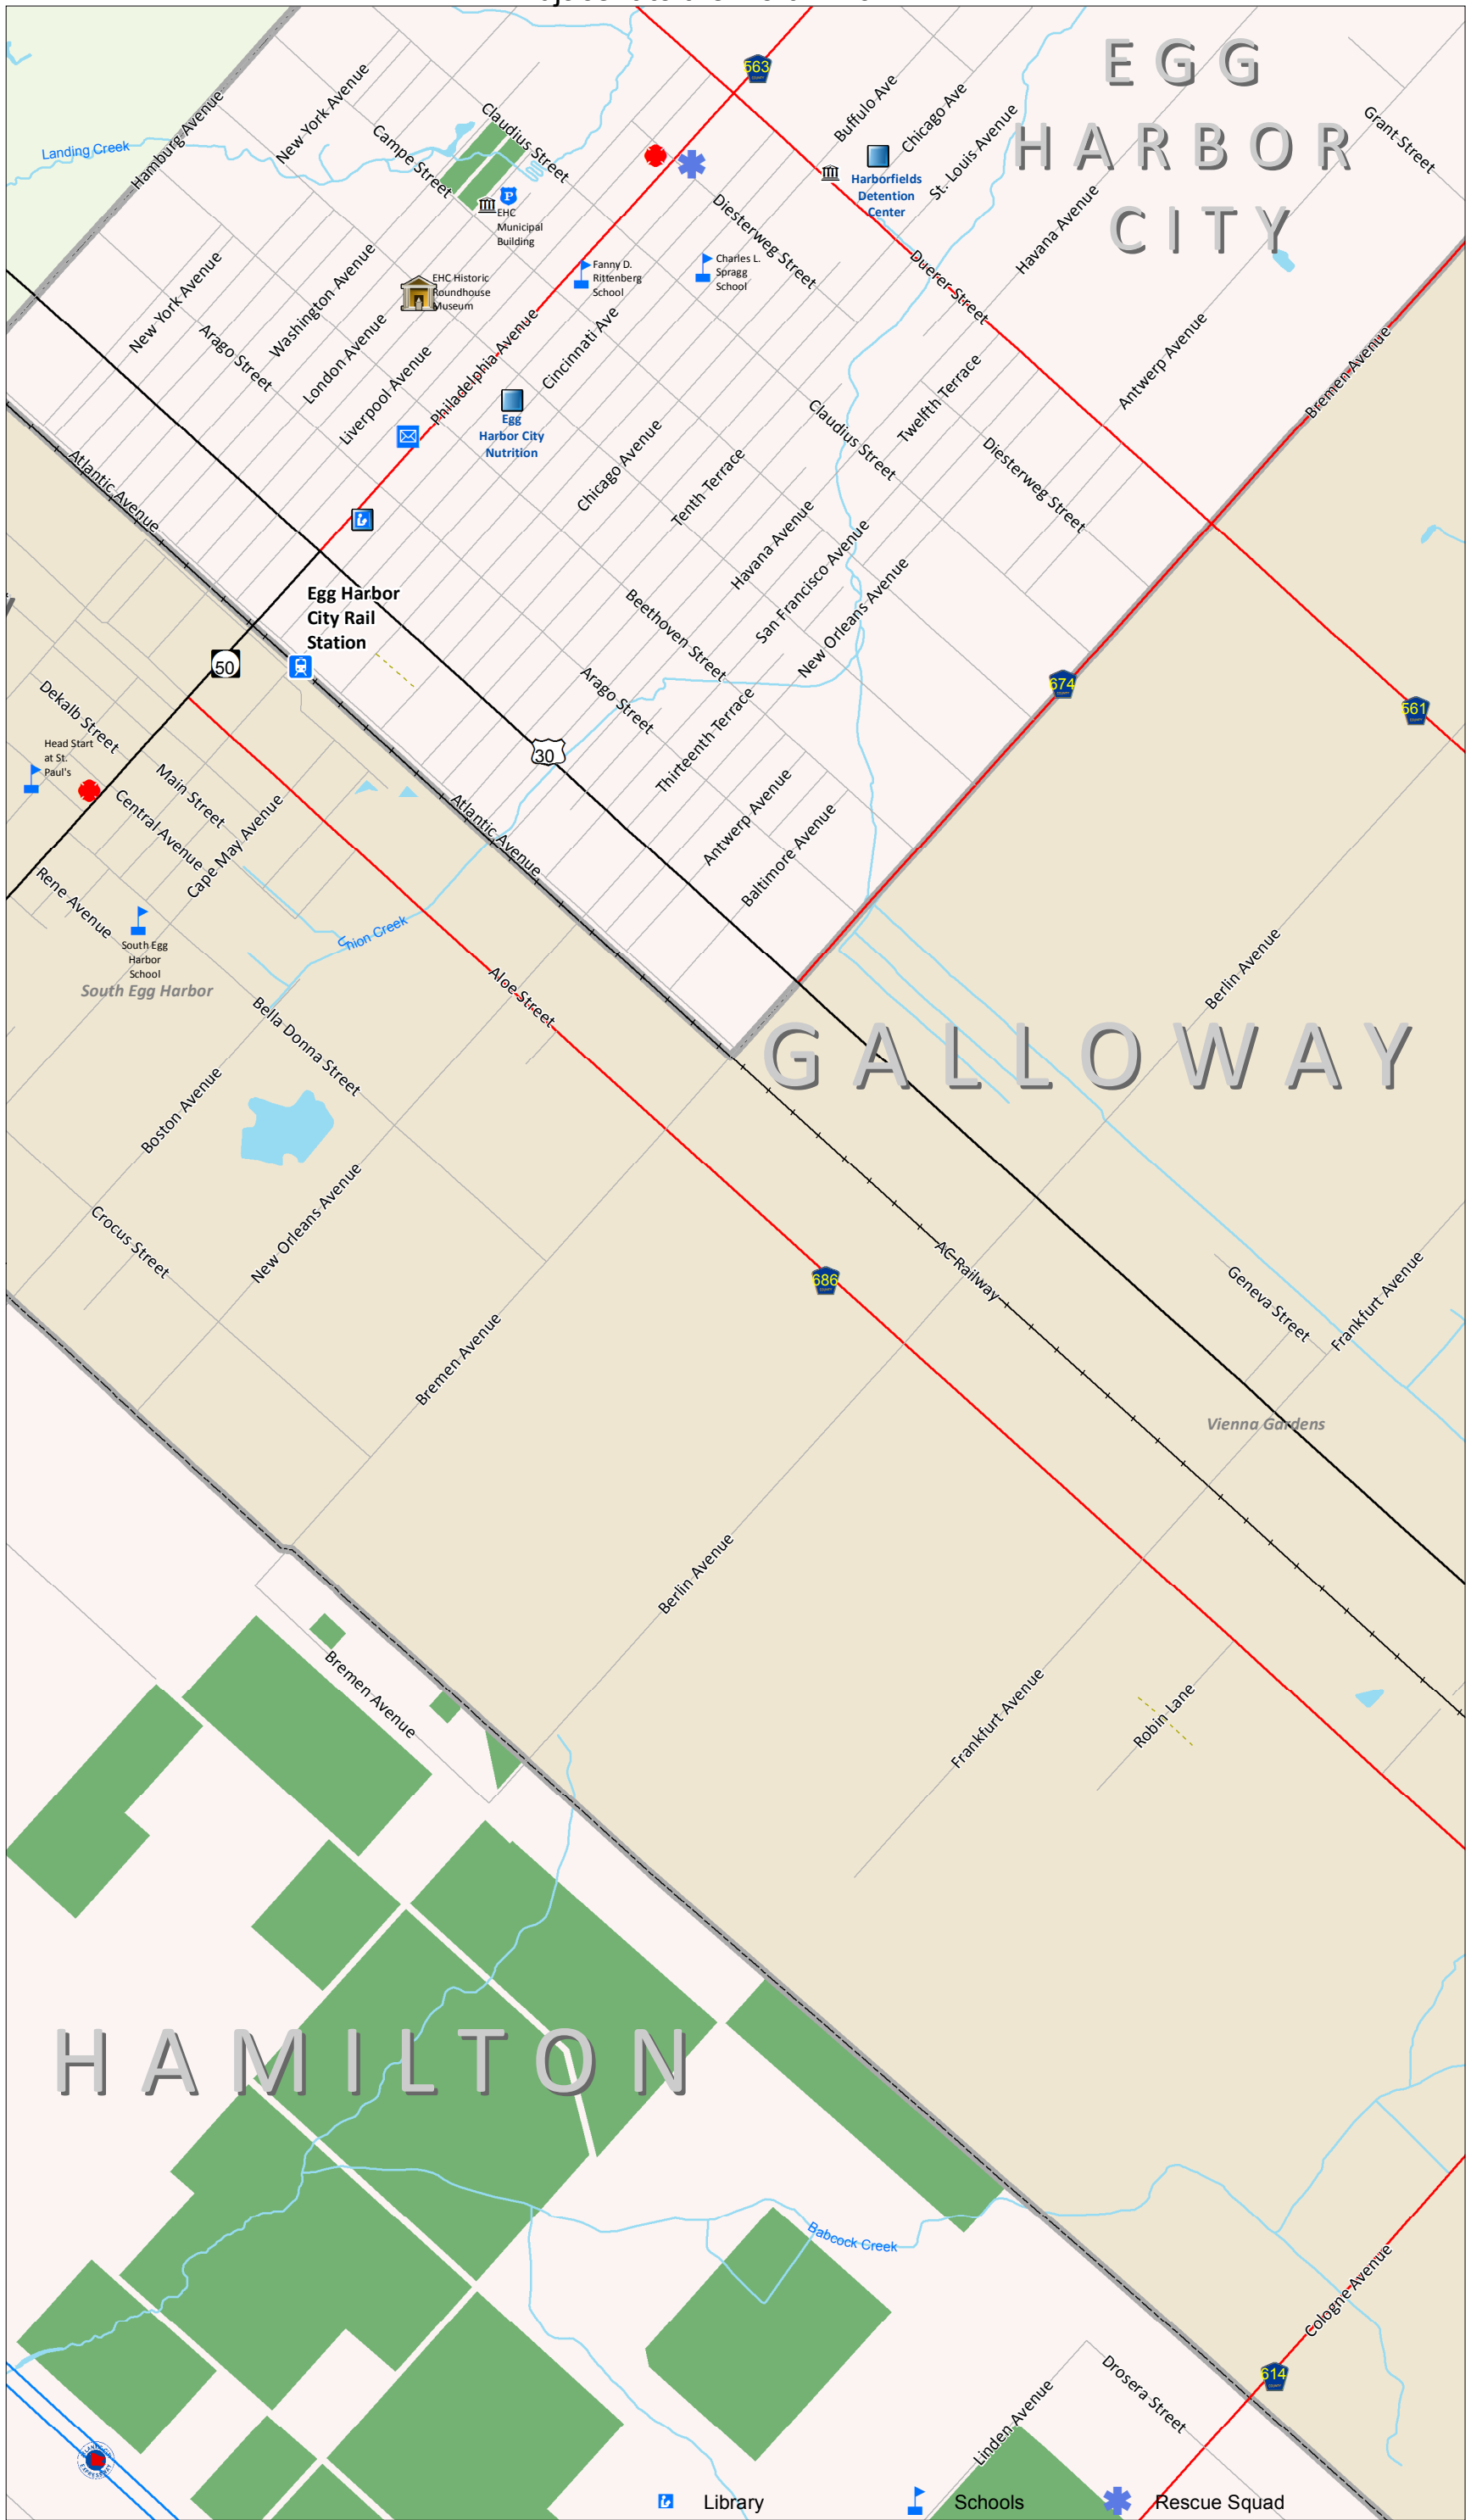 563
EGG
HARBOR
CITY
Hamburg Avenue
New York Avenue
Landing Creek
Campe Street
Claudius Street
Buffulo Ave
Chicago Ave
St. Louis Avenue
Grant Street
Harborfields
Detention
Center
EHC
Municipal
Building
Diesterweg Street
Havana Avenue
Duerer Street
Charles L.
Spragg
School
Fanny D.
Rittenberg
School
EHC Historic
Roundhouse
Museum
New York Avenue
Washington Avenue
Arago Street
London Avenue
Liverpool Avenue
Philadelphia Avenue
Cincinnati Ave
Antwerp Avenue
Bremen Avenue
Egg
Harbor City
Nutrition
Twelfth Terrace
Claudius Street
Diesterweg Street
Chicago Avenue
Tenth Terrace
Atlantic Avenue
Havana Avenue
San Francisco Avenue
New Orleans Avenue
Egg Harbor
City Rail
Station
50
Beethoven Street
Arago Street
674
561
Dekalb Street
Head Start
at St.
Paul's
Main Street
Central Avenue
Cape May Avenue
30
Thirteenth Terrace
Antwerp Avenue
Baltimore Avenue
Atlantic Avenue
Rene Avenue
South Egg
Harbor
School
South Egg Harbor
Union Creek
Aloe Street
Berlin Avenue
GALLOWAY
Bella Donna Street
Boston Avenue
Crocus Street
New Orleans Avenue
AC Railway
686
Geneva Street
Frankfurt Avenue
Bremen Avenue
Vienna Gardens
Berlin Avenue
Bremen Avenue
Frankfurt Avenue
Robin Lane
HAMILTON
Babcock Creek
Cologne Avenue
614
Drosera Street
Linden Avenue
Library
Schools
Rescue Squad